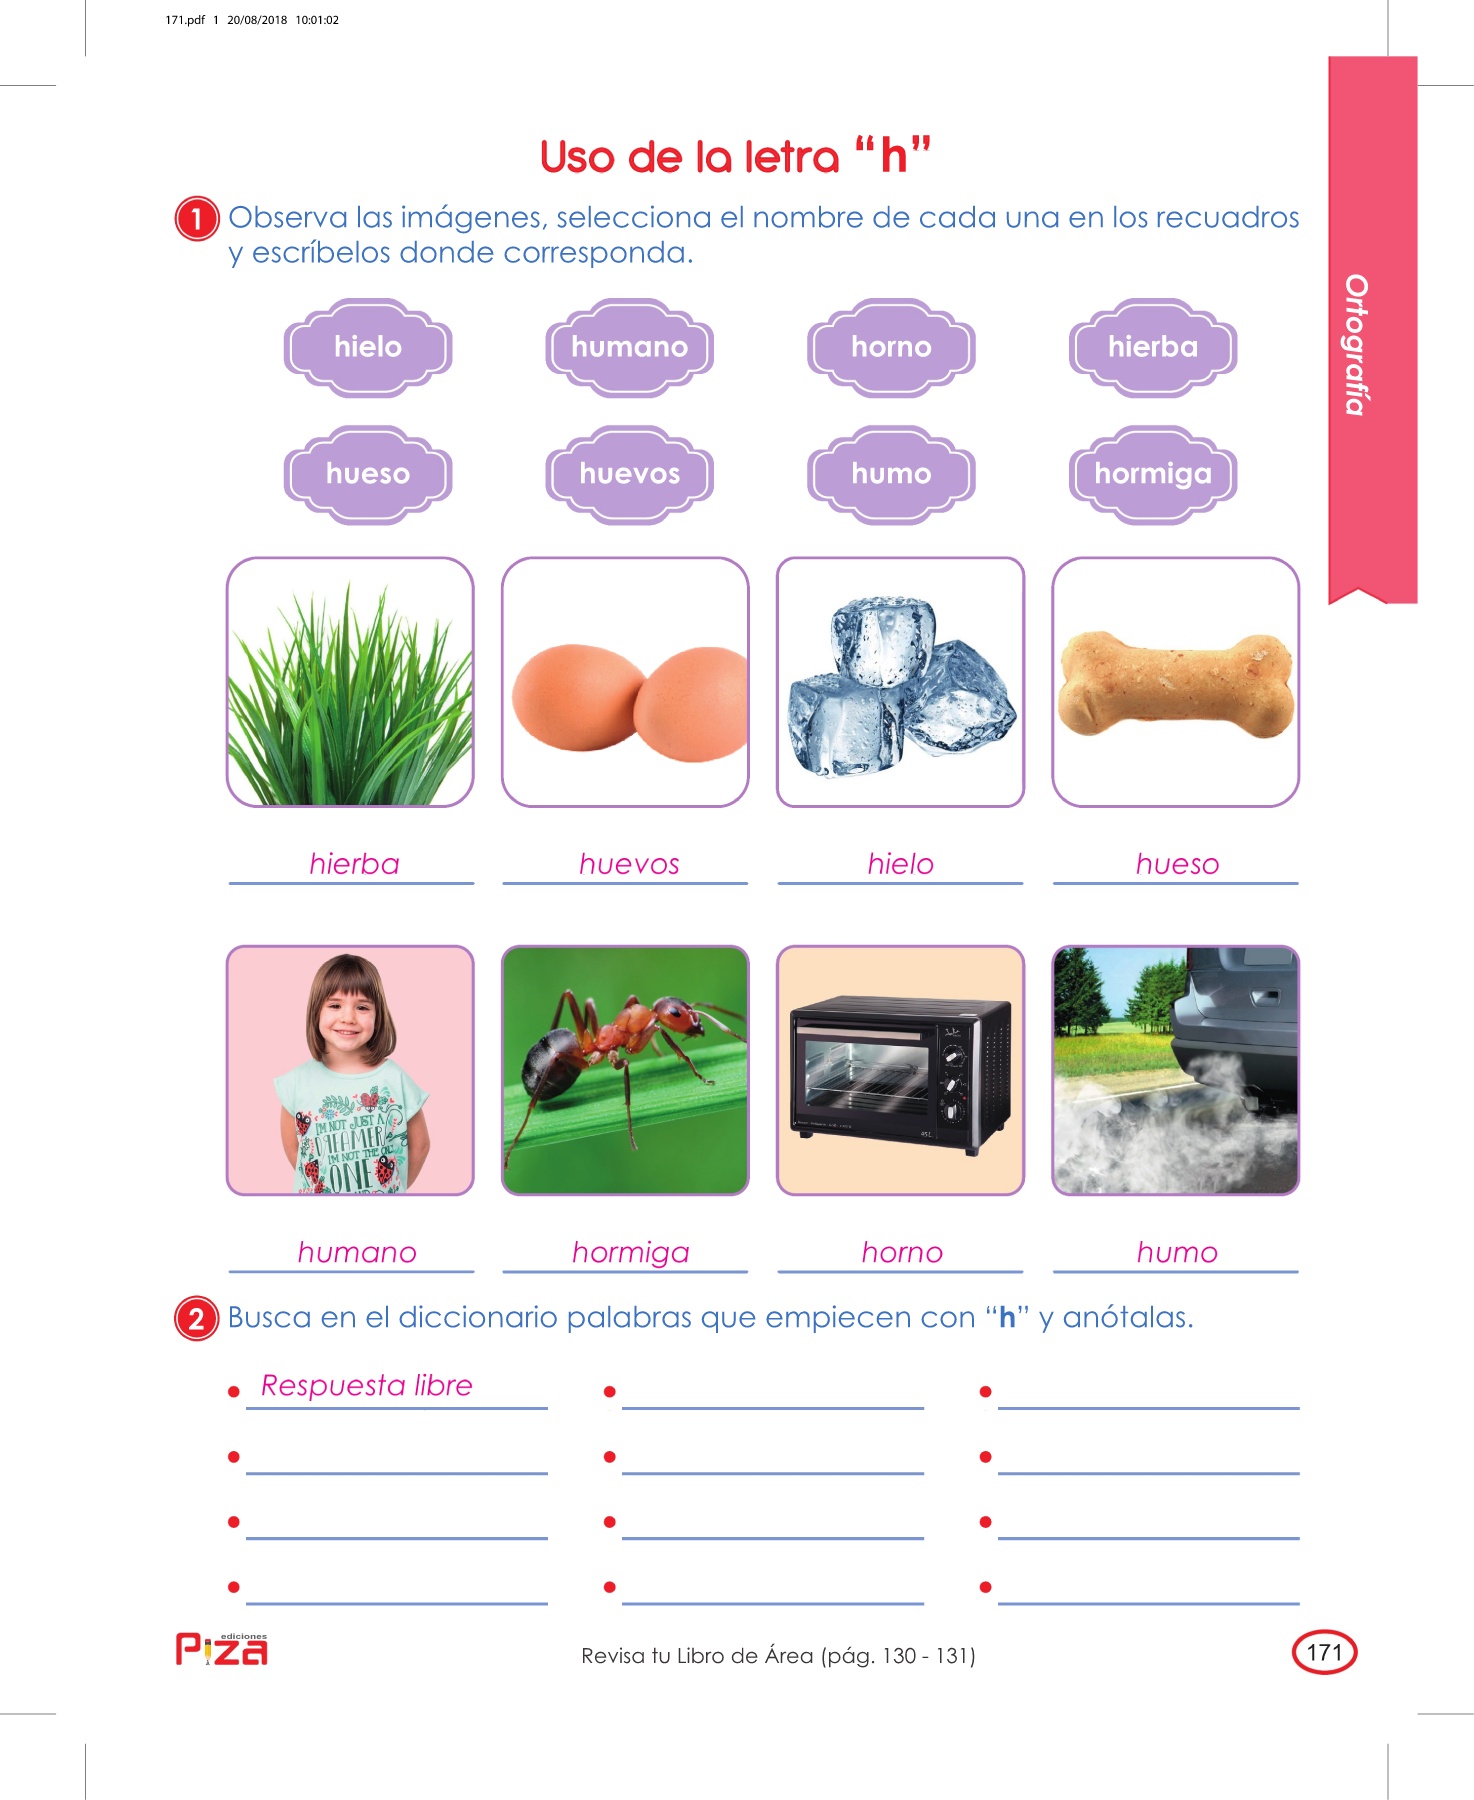 171.pdf 1 20/08/2018 10:01:02
Uso de la letra “h”
1 Observa las imágenes, selecciona el nombre de cada una en los recuadros
y escríbelos donde corresponda.
Ortografía
hielo humano horno hierba
hueso huevos humo hormiga
hierba huevos hielo hueso
I'M NOT JUST A
DREAMER
I'M NOT THE ON
ONE
45L
humano hormiga horno humo
2 Busca en el diccionario palabras que empiecen con “h” y anótalas.
Respuesta libre
ediciones
Piza
Revisa tu Libro de Área (pág. 130 - 131)
171